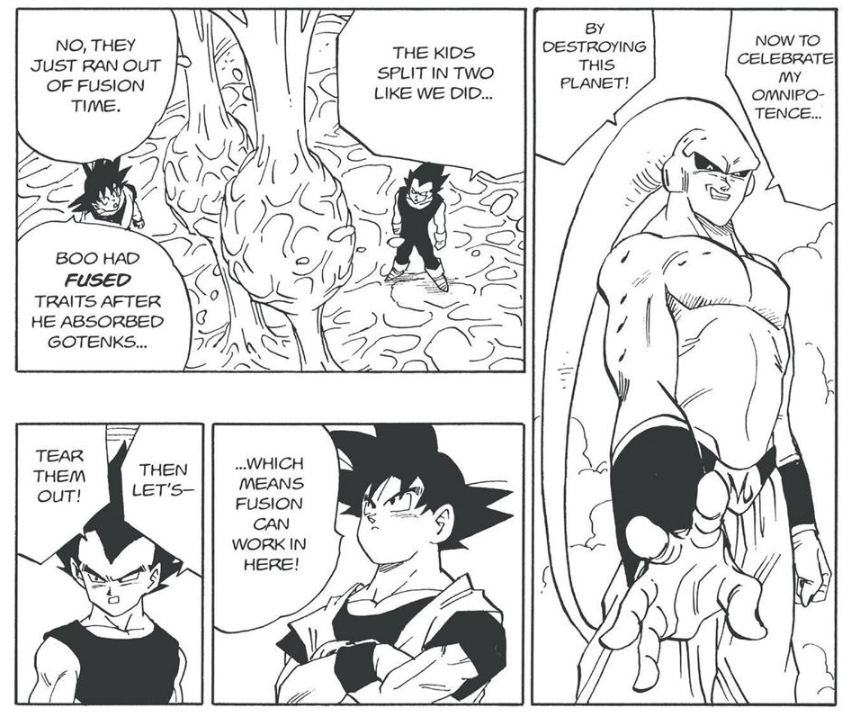 NOW TO
CELEBRATE
MY
OMNIPO-
TENCE...
BY
DESTROYING
THIS
PLANET!
THE KIDS
SPLIT IN TWO
LIKE WE DID...
NO, THEY
JUST RAN OUT
OF FUSION
TIME.
BOO HAD
FUSED
TRAITS AFTER
HE ABSORBED
GOTENKS...
...WHICH
MEANS
FUSION
CAN
WORK IN
HERE!
THEN
LET'S—
TEAR
THEM
OUT!